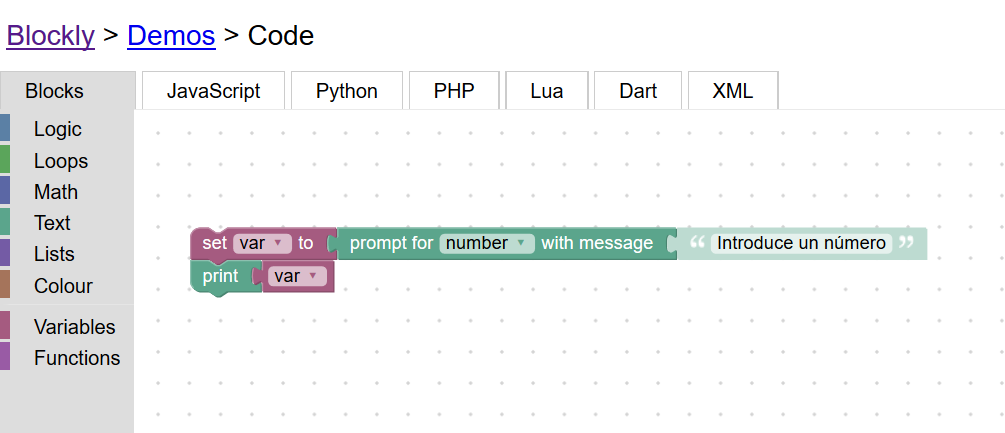 Blockly > Demos > Code
Blocks JavaScript Python PHP Lua Dart XML
Logic
Loops
Math
Text
Lists
Colour
Variables
Functions
set var ▾ to prompt for number ▾ with message “ Introduce un número ”
print var ▾